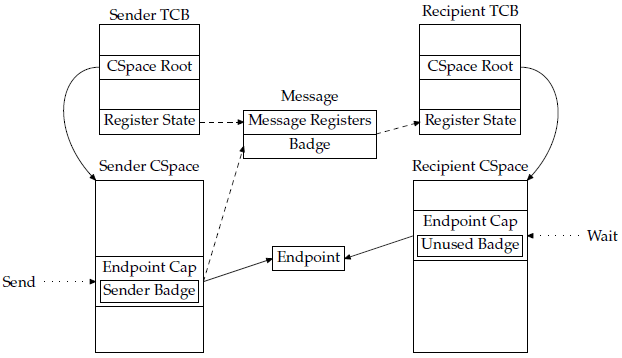 Sender TCB
Recipient TCB
CSpace Root
CSpace Root
Message
Register State
Message Registers
Register State
Badge
Sender CSpace
Recipient CSpace
Endpoint Cap
Unused Badge
Wait
Endpoint
Endpoint Cap
Send
Sender Badge